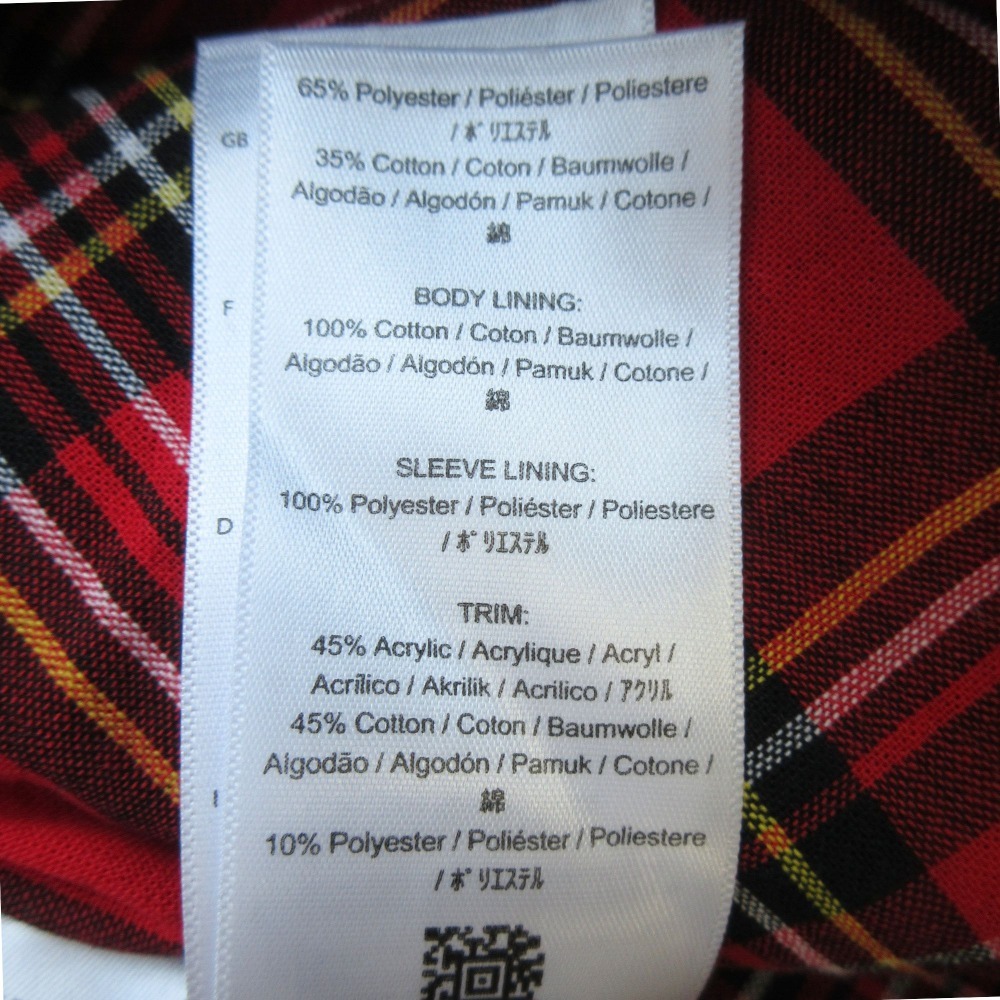 65% Polyester / Poliéster / Poliestere
/ ﾎﾟﾘｴｽﾃﾙ
GB
35% Cotton / Coton / Baumwolle /
Algodão / Algodón / Pamuk / Cotone /
綿
F
BODY LINING:
100% Cotton / Coton / Baumwolle /
Algodão / Algodón / Pamuk / Cotone /
綿
SLEEVE LINING:
100% Polyester / Poliéster / Poliestere
D
/ ﾎﾟﾘｴｽﾃﾙ
TRIM:
45% Acrylic / Acrylique / Acryl /
Acrílico / Akrilik / Acrilico / ｱｸﾘﾙ
45% Cotton / Coton / Baumwolle /
Algodão / Algodón / Pamuk / Cotone /
I
綿
10% Polyester / Poliéster / Poliestere
/ ﾎﾟﾘｴｽﾃﾙ